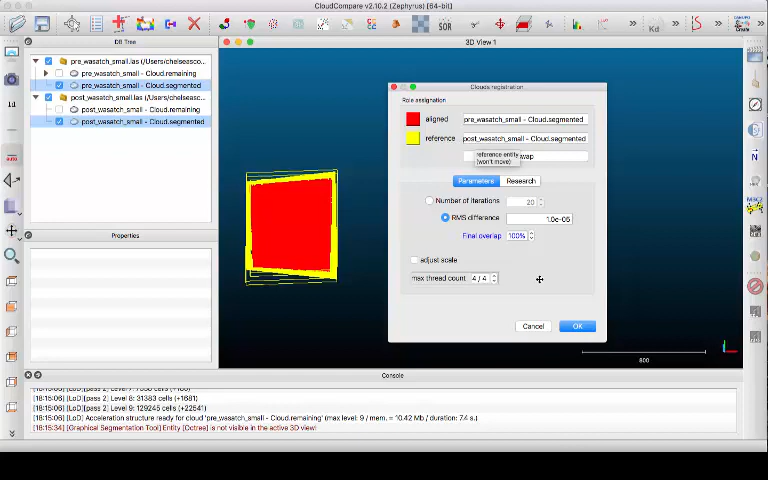 CloudCompare v2.10.2 (Zephyrus) [64-bit]
SOR
Kd
DB Tree
3D View 1
pre_wasatch_small.las (/Users/chelseasco...
pre_wasatch_small - Cloud.remaining
pre_wasatch_small - Cloud.segmented
post_wasatch_small.las (/Users/chelseas...
post_wasatch_small - Cloud.remaining
post_wasatch_small - Cloud.segmented
Properties
Clouds registration
Role assignation
aligned
pre_wasatch_small - Cloud.segmented
reference
post_wasatch_small - Cloud.segmented
reference entity
(won't move)
wap
Parameters
Research
Number of iterations
20
RMS difference
1.0e-05
Final overlap
100%
adjust scale
max thread count
4 / 4
Cancel
OK
800
Console
[18:15:06] [LoD][pass 2] Level 8: 31383 cells (+1681)
[18:15:06] [LoD][pass 2] Level 9: 129245 cells (+22541)
[18:15:06] [LoD] Acceleration structure ready for cloud 'pre_wasatch_small - Cloud.remaining' (max level: 9 / mem. = 10.42 Mb / duration: 7.4 s.)
[18:15:34] [Graphical Segmentation Tool] Entity [Octree] is not visible in the active 3D view!